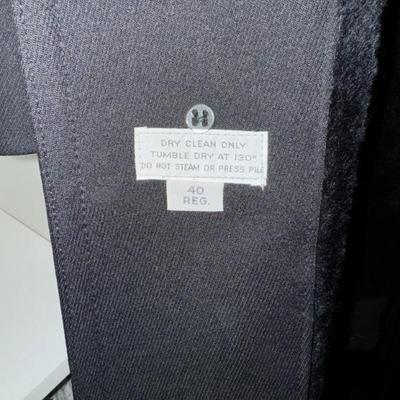 DRY CLEAN ONLY
TUMBLE DRY AT 130°
DO NOT STEAM OR PRESS PILE
40
REG.